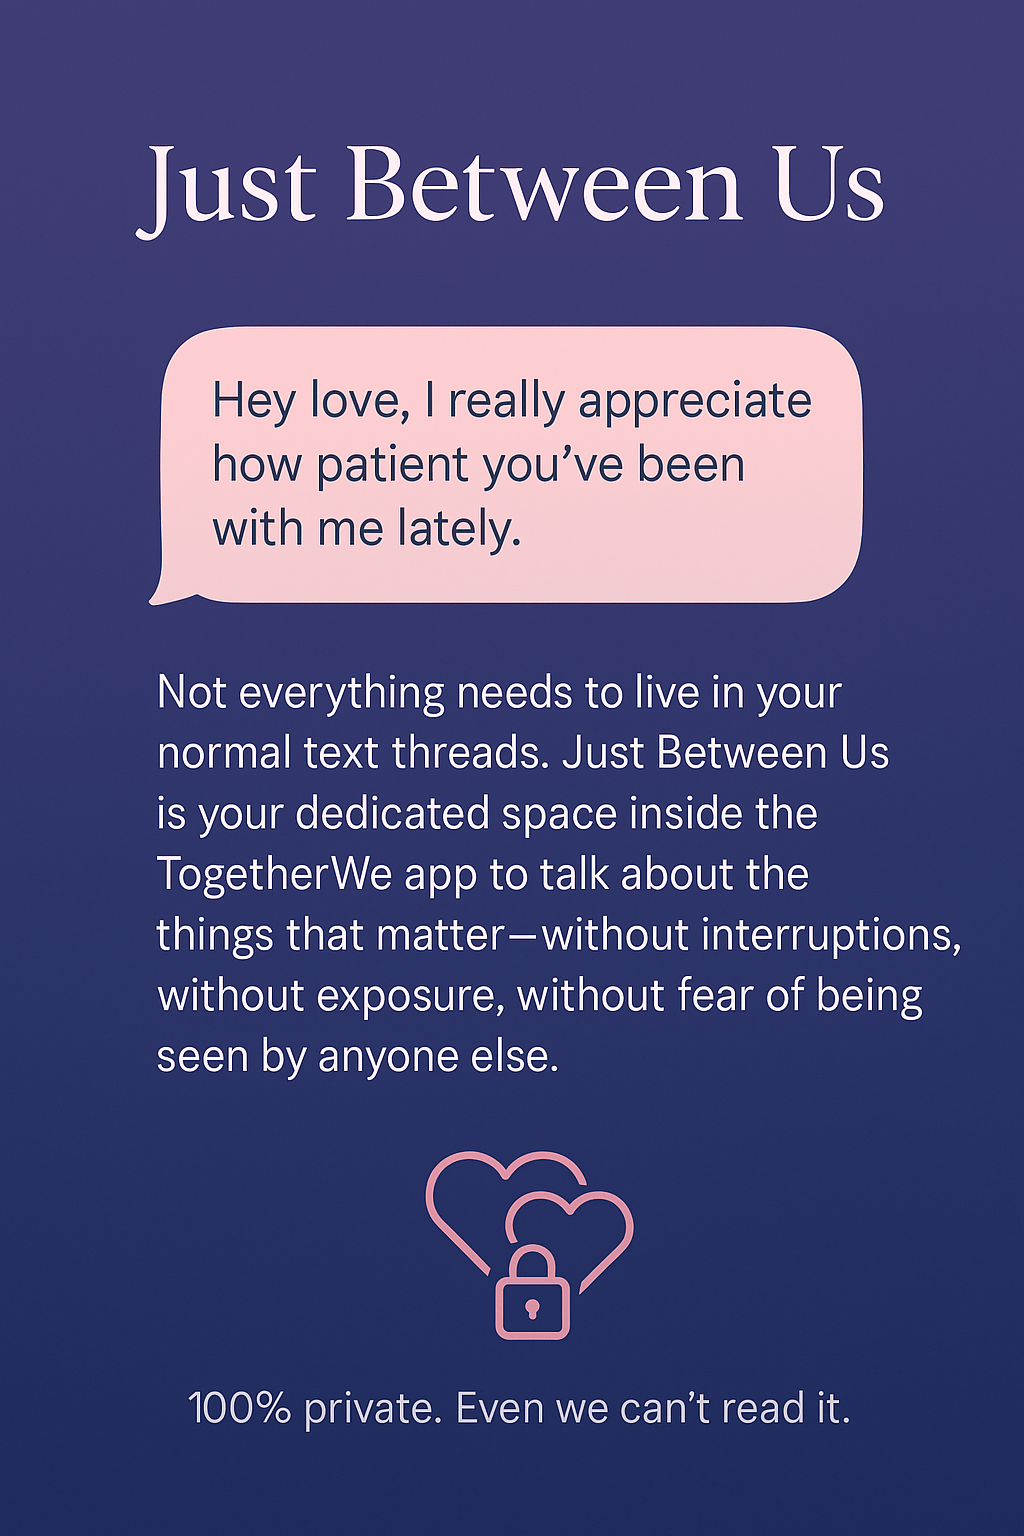 Just Between Us
Hey love, I really appreciate
how patient you’ve been
with me lately.
Not everything needs to live in your
normal text threads. Just Between Us
is your dedicated space inside the
TogetherWe app to talk about the
things that matter—without interruptions,
without exposure, without fear of being
seen by anyone else.
100% private. Even we can’t read it.